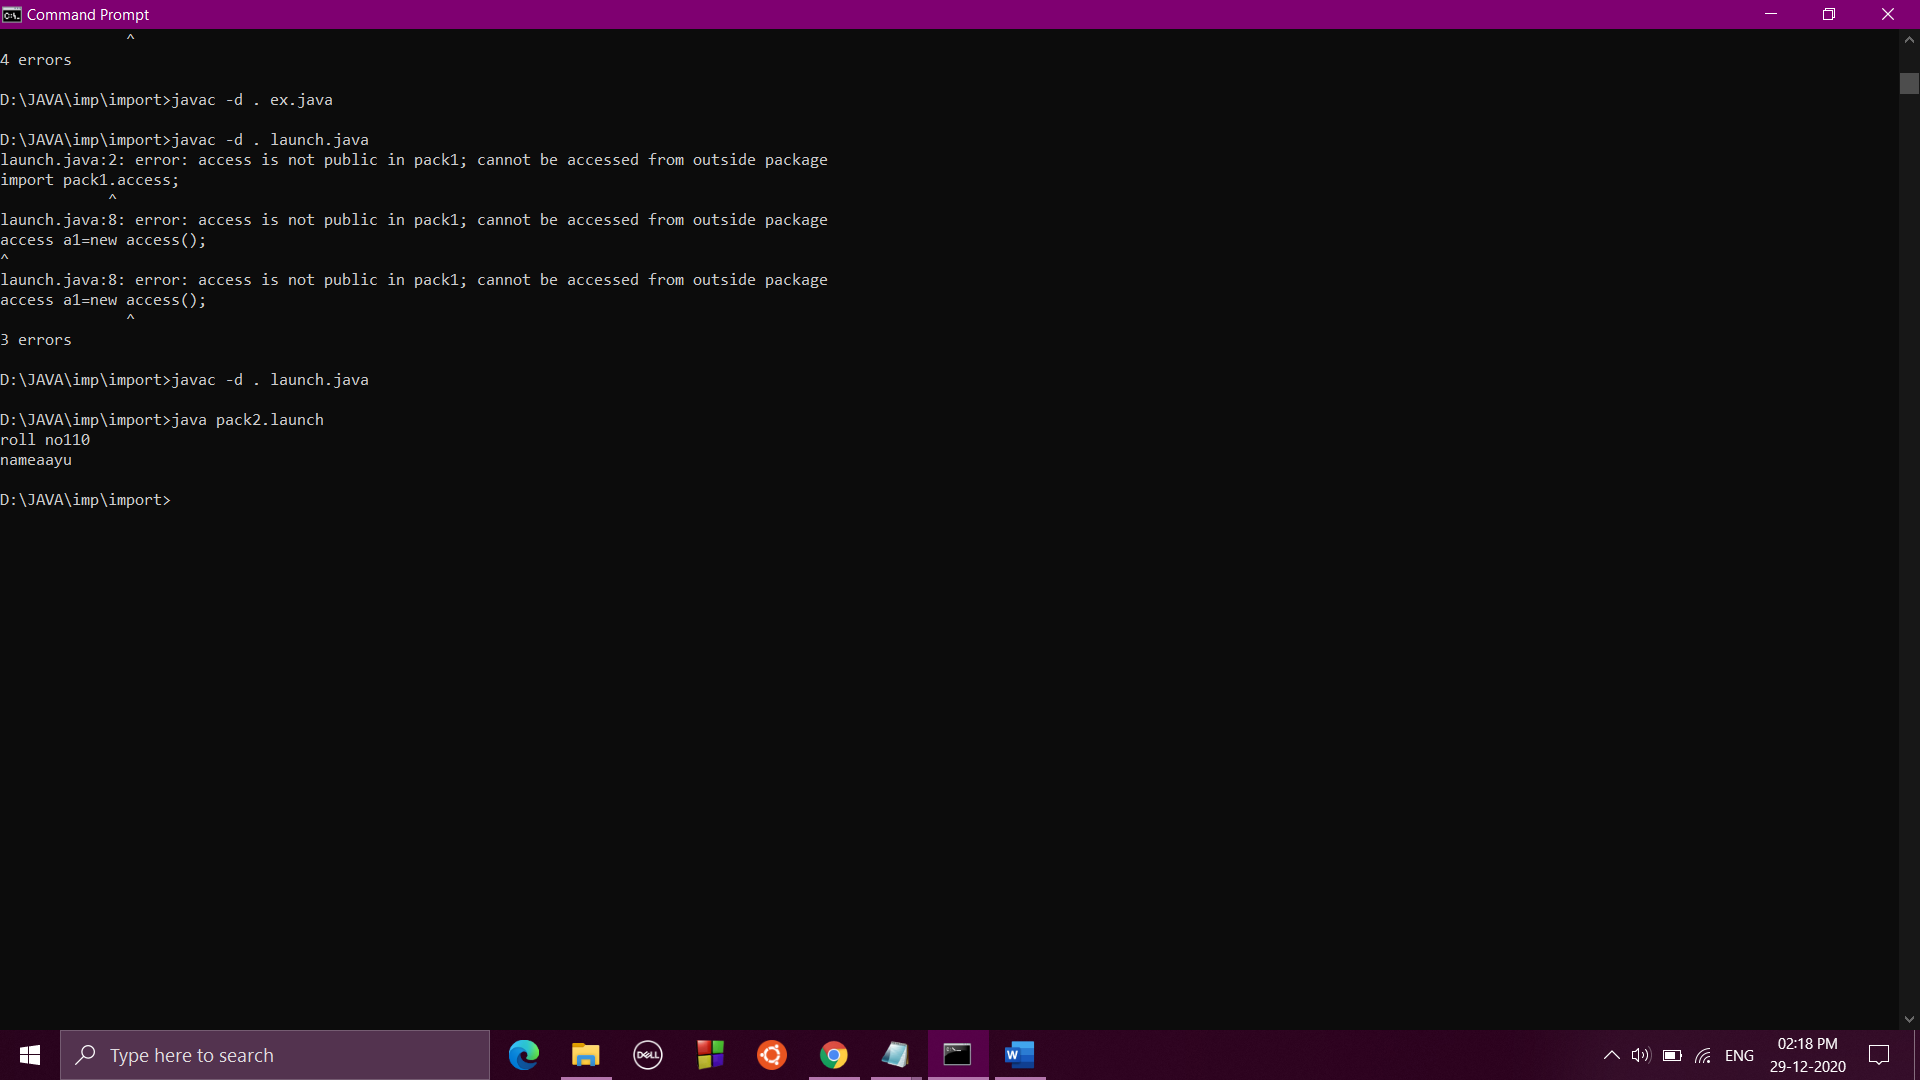 Command Prompt
^
4 errors
D:\JAVA\imp\import>javac -d . ex.java
D:\JAVA\imp\import>javac -d . launch.java
launch.java:2: error: access is not public in pack1; cannot be accessed from outside package
import pack1.access;
^
launch.java:8: error: access is not public in pack1; cannot be accessed from outside package
access a1=new access();
^
launch.java:8: error: access is not public in pack1; cannot be accessed from outside package
access a1=new access();
^
3 errors
D:\JAVA\imp\import>javac -d . launch.java
D:\JAVA\imp\import>java pack2.launch
roll no110
nameaayu
D:\JAVA\imp\import>
Type here to search
DELL
W
ENG
02:18 PM
29-12-2020